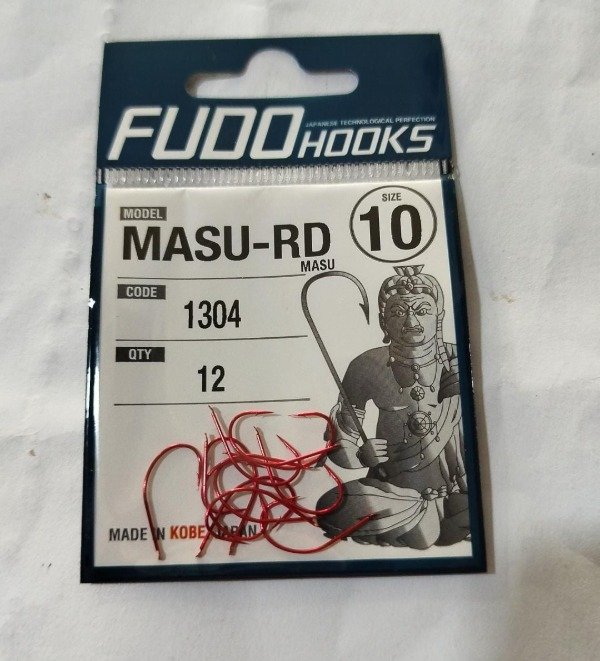 FUDO HOOKS
JAPANESE TECHNOLOGICAL PERFECTION
MODEL
MASU-RD
MASU
SIZE
10
CODE
1304
QTY
12
MADE IN KOBE JAPAN